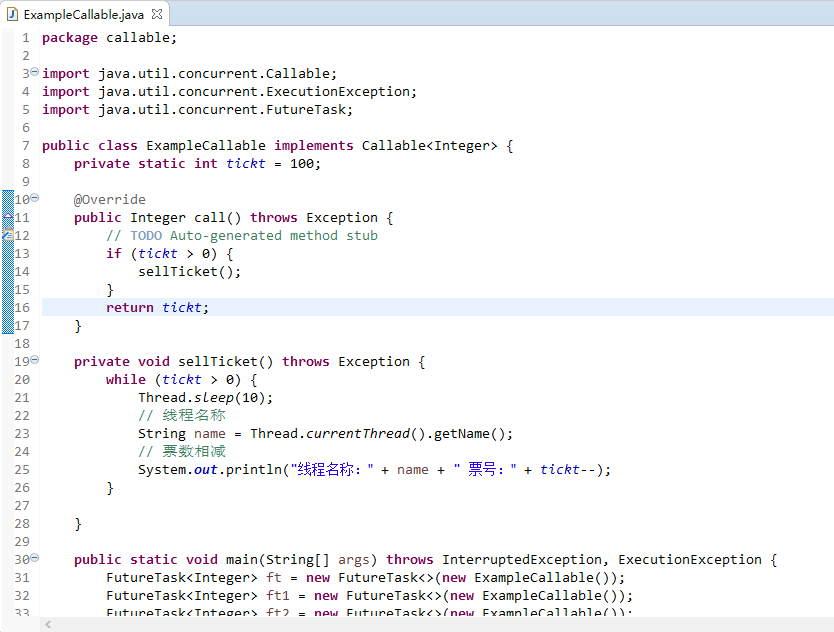 ExampleCallable.java
1 package callable;
2
3 import java.util.concurrent.Callable;
4 import java.util.concurrent.ExecutionException;
5 import java.util.concurrent.FutureTask;
6
7 public class ExampleCallable implements Callable<Integer> {
8     private static int tickt = 100;
9
10     @Override
11     public Integer call() throws Exception {
12         // TODO Auto-generated method stub
13         if (tickt > 0) {
14             sellTicket();
15         }
16         return tickt;
17     }
18
19     private void sellTicket() throws Exception {
20         while (tickt > 0) {
21             Thread.sleep(10);
22             // 线程名称
23             String name = Thread.currentThread().getName();
24             // 票数相减
25             System.out.println("线程名称：" + name + " 票号：" + tickt--);
26         }
27
28     }
29
30     public static void main(String[] args) throws InterruptedException, ExecutionException {
31         FutureTask<Integer> ft = new FutureTask<>(new ExampleCallable());
32         FutureTask<Integer> ft1 = new FutureTask<>(new ExampleCallable());
33         FutureTask<Integer> ft2 = new FutureTask<>(new ExampleCallable());